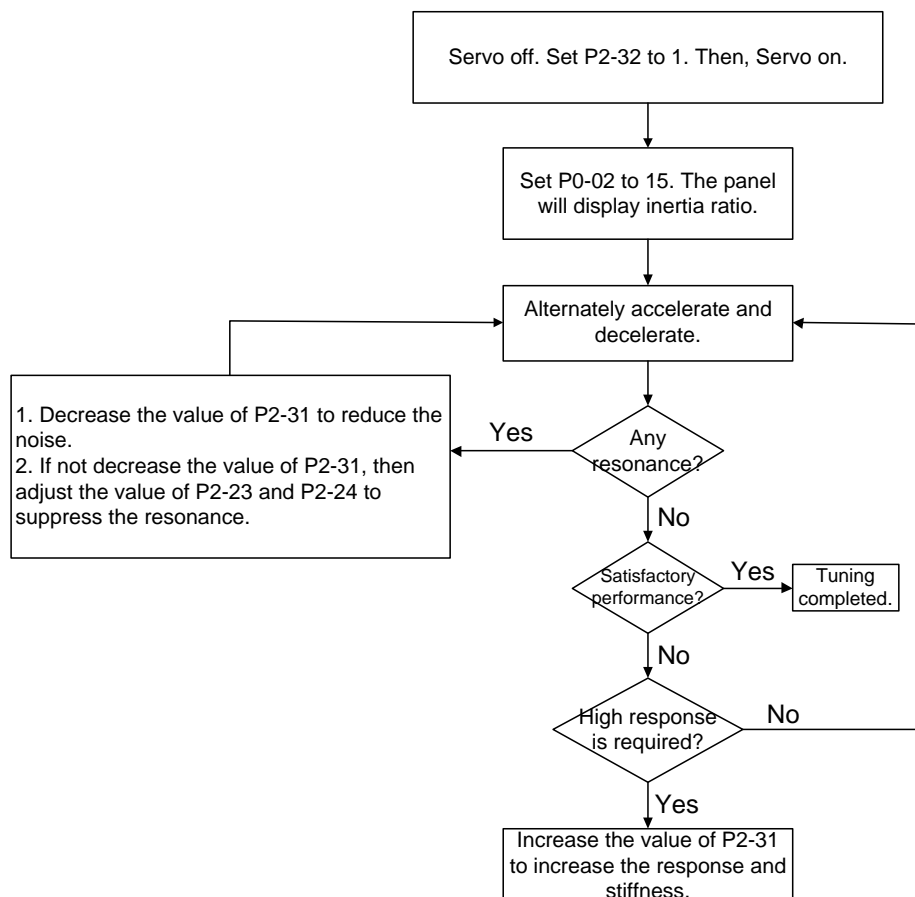 Servo off. Set P2-32 to 1. Then, Servo on.
Set P0-02 to 15. The panel
will display inertia ratio.
Alternately accelerate and
decelerate.
1. Decrease the value of P2-31 to reduce the
noise.
2. If not decrease the value of P2-31, then
adjust the value of P2-23 and P2-24 to
suppress the resonance.
Yes
Any
resonance?
No
Satisfactory
performance?
Yes
Tuning
completed.
No
High response
is required?
No
Yes
Increase the value of P2-31
to increase the response and
stiffness.